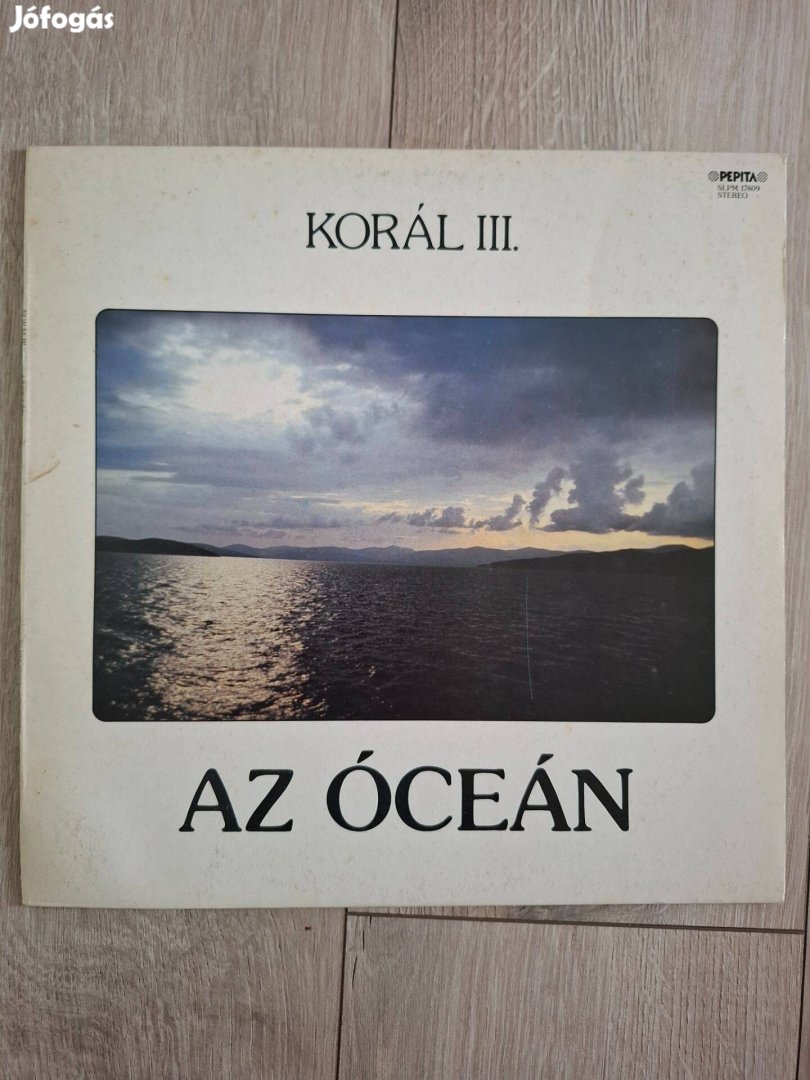 Jófogás
PEPITA
SLPM 17809
STEREO
KORÁL III.
AZ ÓCEÁN